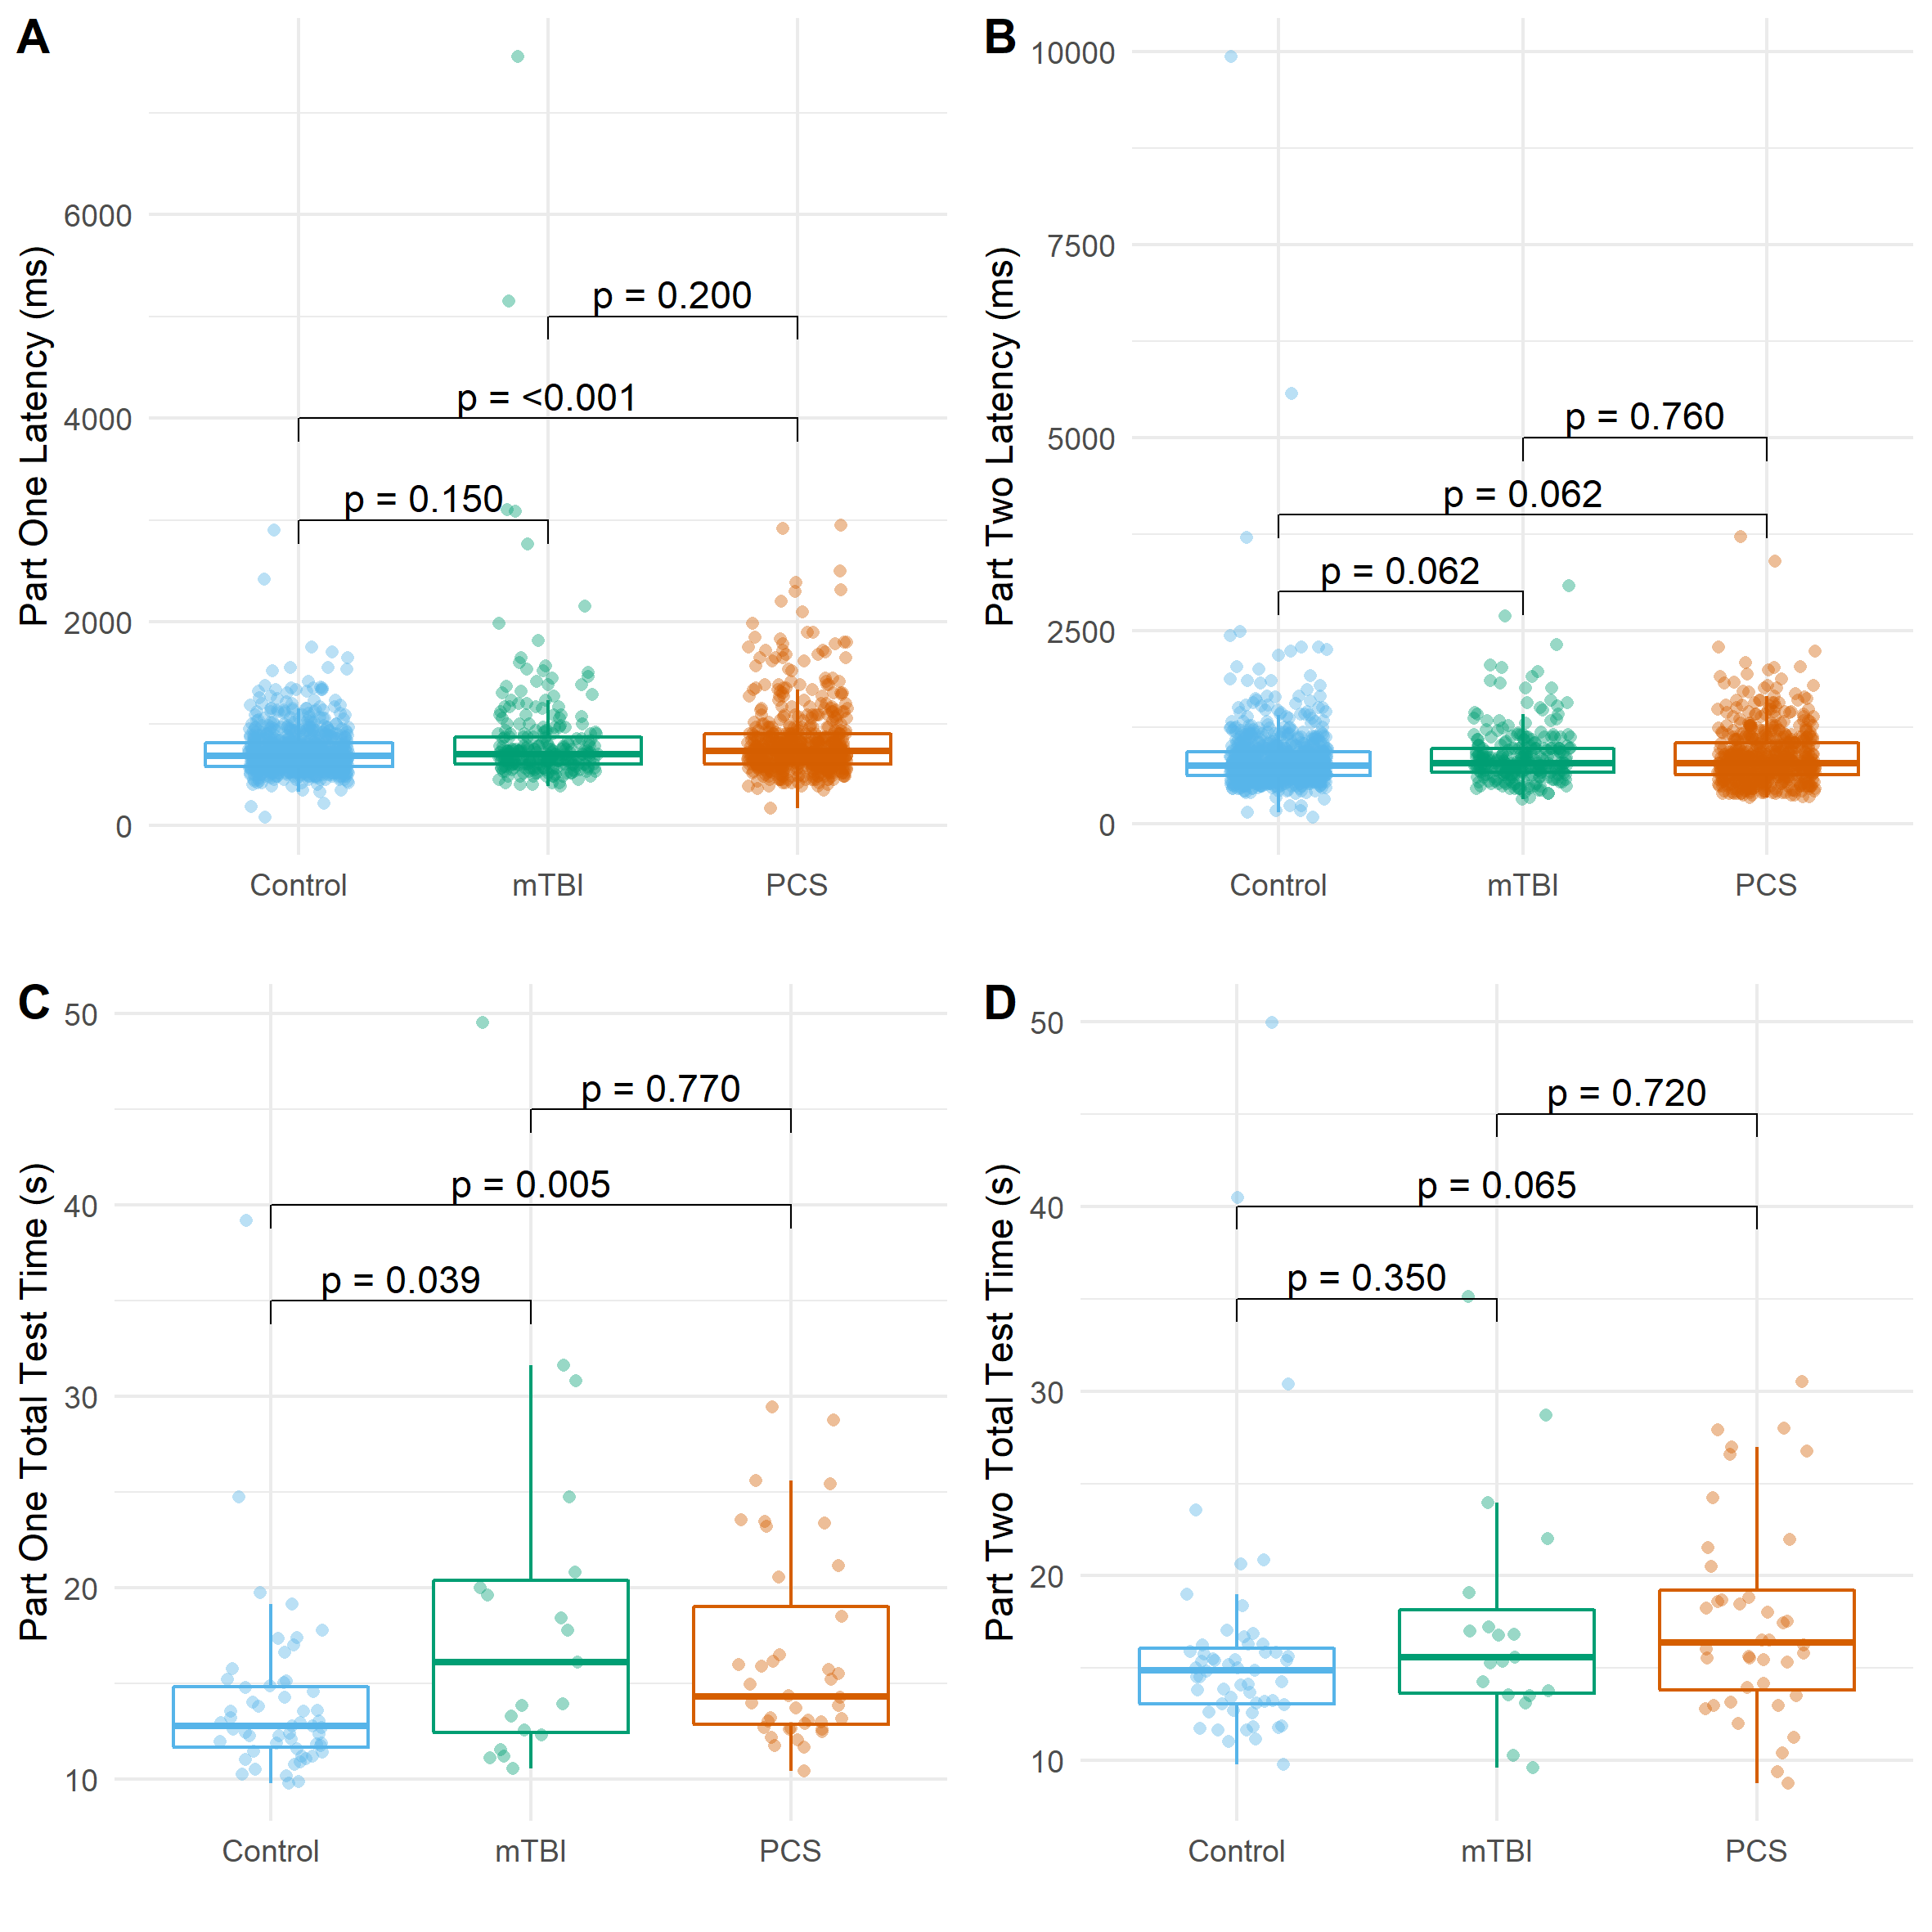 A
Part One Latency (ms)
6000
4000
2000
0
p = 0.200
p = <0.001
p = 0.150
Control mTBI PCS
B
Part Two Latency (ms)
10000
7500
5000
2500
0
p = 0.760
p = 0.062
p = 0.062
Control mTBI PCS
C
Part One Total Test Time (s)
50
40
30
20
10
p = 0.770
p = 0.005
p = 0.039
Control mTBI PCS
D
Part Two Total Test Time (s)
50
40
30
20
10
p = 0.720
p = 0.065
p = 0.350
Control mTBI PCS